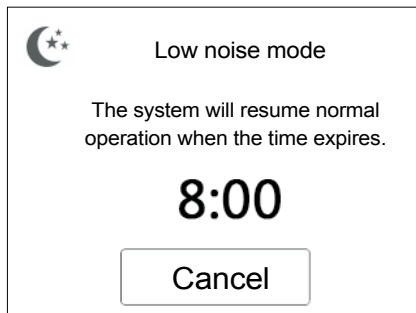 Low noise mode
The system will resume normal
operation when the time expires.
8:00
Cancel